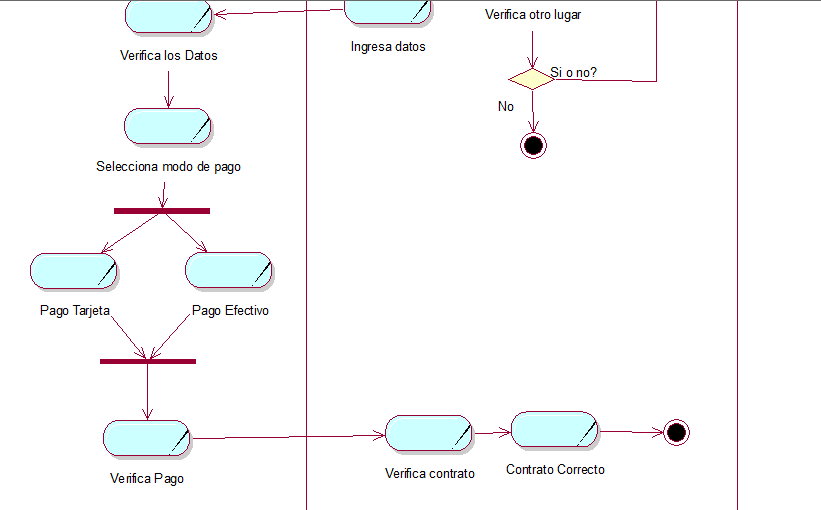 Verifica otro lugar
Ingresa datos
Verifica los Datos
Si o no?
No
Selecciona modo de pago
Pago Tarjeta
Pago Efectivo
Verifica Pago
Verifica contrato
Contrato Correcto